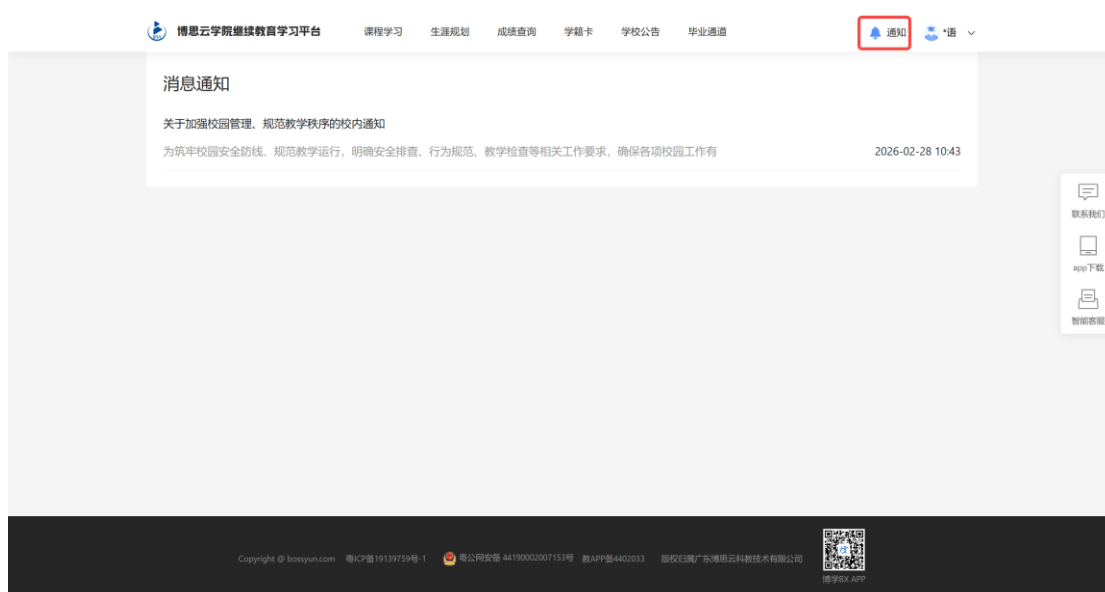 博思云学院继续教育学习平台 课程学习 生涯规划 成绩查询 学籍卡 学校公告 毕业通道 通知 *语
消息通知
关于加强校园管理、规范教学秩序的校内通知
为筑牢校园安全防线、规范教学运行，明确安全排查、行为规范、教学检查等相关工作要求，确保各项校园工作有 2026-02-28 10:43
联系我们
app下载
智能客服
Copyright @ bossyun.com 粤ICP备19139759号-1 粤公网安备 44190002007153号 教APP备4402033 版权归属广东博思云科教技术有限公司
博学BX APP